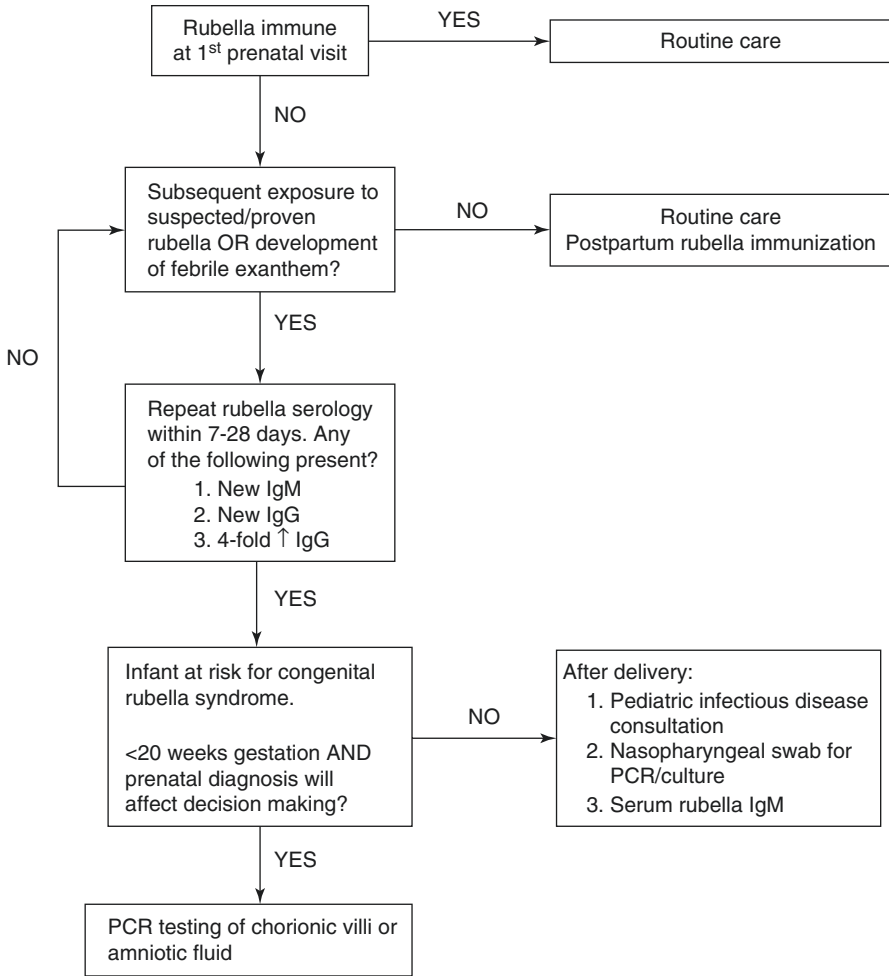 Rubella immune
at 1st prenatal visit
YES
Routine care
NO
Subsequent exposure to
suspected/proven
rubella OR development
of febrile exanthem?
NO
Routine care
Postpartum rubella immunization
YES
NO
Repeat rubella serology
within 7-28 days. Any
of the following present?
1. New IgM
2. New IgG
3. 4-fold ↑ IgG
YES
Infant at risk for congenital
rubella syndrome.
<20 weeks gestation AND
prenatal diagnosis will
affect decision making?
NO
After delivery:
1. Pediatric infectious disease
consultation
2. Nasopharyngeal swab for
PCR/culture
3. Serum rubella IgM
YES
PCR testing of chorionic villi or
amniotic fluid